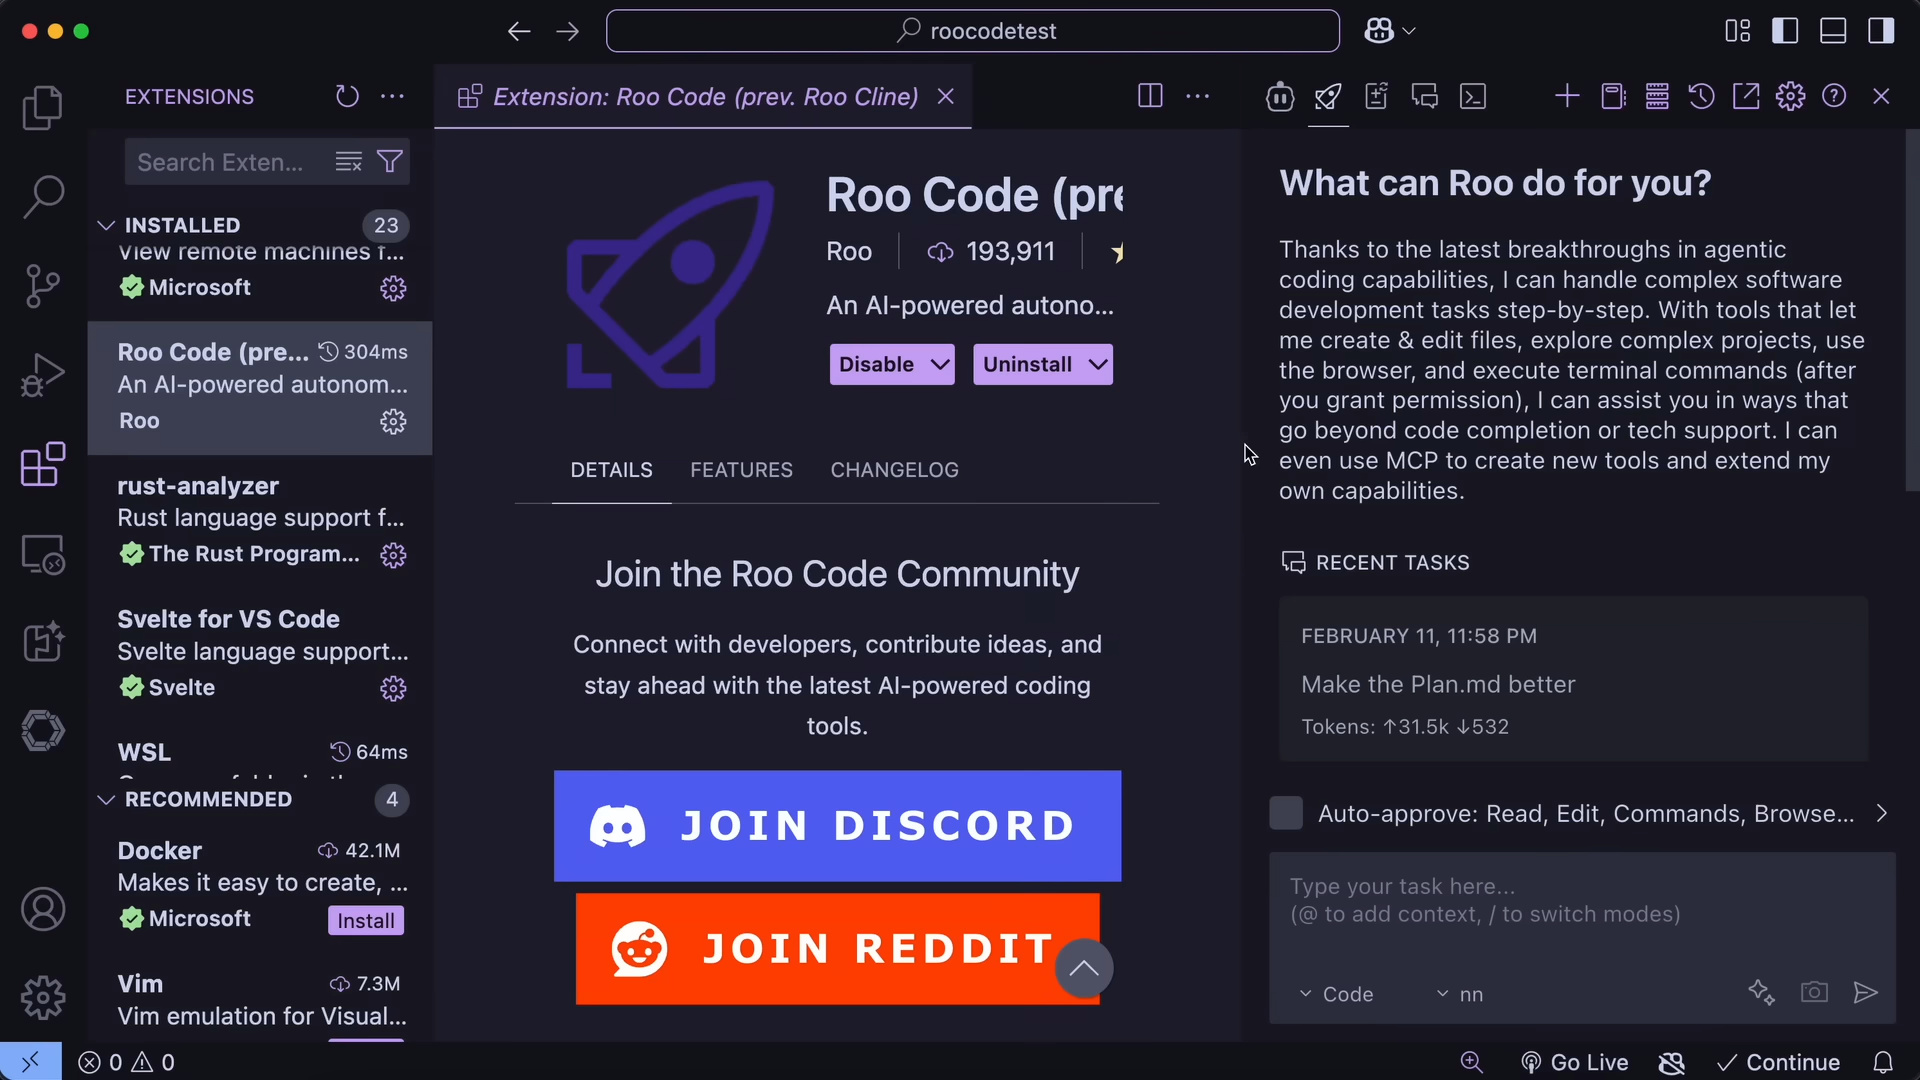 roocodetest
EXTENSIONS
Search Exten...
INSTALLED
23
View remote machines f...
Microsoft
Roo Code (pre...
304ms
An AI-powered autonom...
Roo
rust-analyzer
Rust language support f...
The Rust Program...
Svelte for VS Code
Svelte language support...
Svelte
WSL
64ms
RECOMMENDED
4
Docker
42.1M
Makes it easy to create, ...
Microsoft
Install
Vim
7.3M
Vim emulation for Visual...
Extension: Roo Code (prev. Roo Cline)
Roo Code (pre
Roo
193,911
An AI-powered autono...
Disable
Uninstall
DETAILS
FEATURES
CHANGELOG
Join the Roo Code Community
Connect with developers, contribute ideas, and
stay ahead with the latest AI-powered coding
tools.
JOIN DISCORD
JOIN REDDIT
What can Roo do for you?
Thanks to the latest breakthroughs in agentic
coding capabilities, I can handle complex software
development tasks step-by-step. With tools that let
me create & edit files, explore complex projects, use
the browser, and execute terminal commands (after
you grant permission), I can assist you in ways that
go beyond code completion or tech support. I can
even use MCP to create new tools and extend my
own capabilities.
RECENT TASKS
FEBRUARY 11, 11:58 PM
Make the Plan.md better
Tokens: ↑31.5k ↓532
Auto-approve: Read, Edit, Commands, Browse...
Type your task here...
(@ to add context, / to switch modes)
Code
nn
0
0
Go Live
Continue